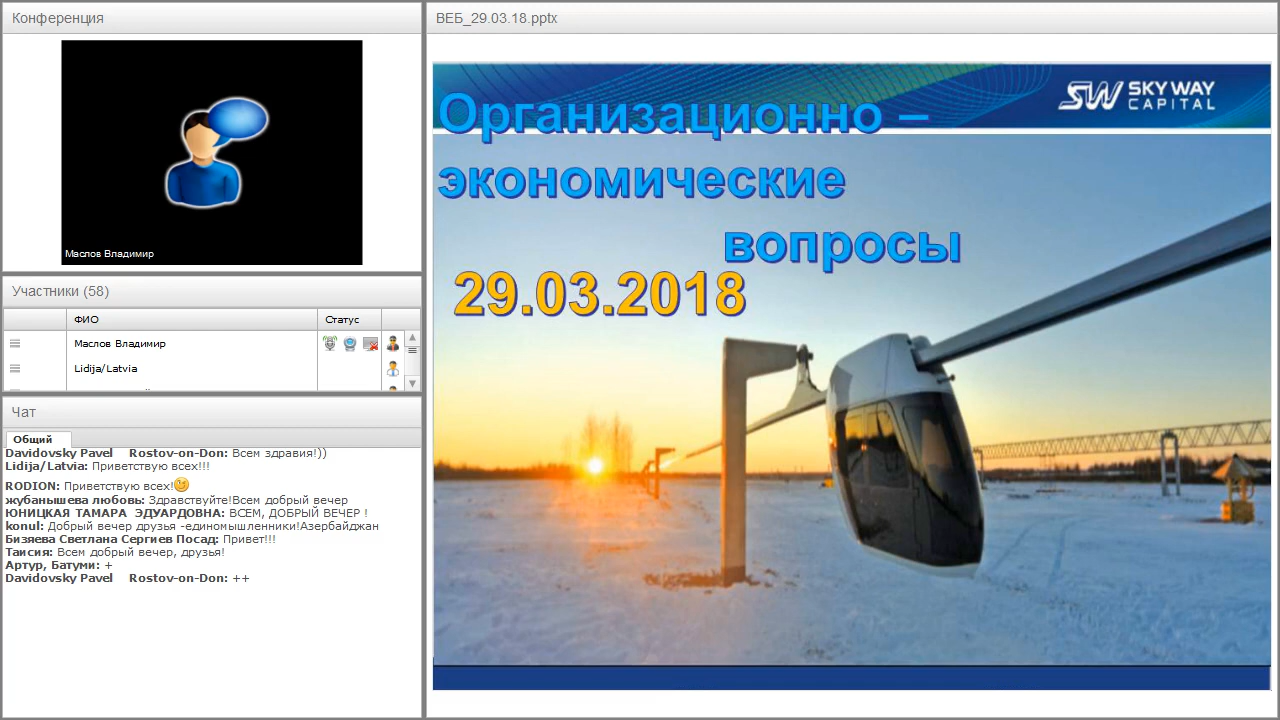 Конференция
Маслов Владимир
Участники (58)
ФИО
Статус
Маслов Владимир
Lidija/Latvia
Чат
Общий
Davidovsky Pavel Rostov-on-Don: Всем здравия!))
Lidija/Latvia: Приветствую всех!!!
RODION: Приветствую всех!
жубанышева любовь: Здравствуйте!Всем добрый вечер
ЮНИЦКАЯ ТАМАРА ЭДУАРДОВНА: ВСЕМ, ДОБРЫЙ ВЕЧЕР !
konul: Добрый вечер друзья -единомышленники!Азербайджан
Бизяева Светлана Сергиев Посад: Привет!!!
Таисия: Всем добрый вечер, друзья!
Артур, Батуми: +
Davidovsky Pavel Rostov-on-Don: ++
ВЕБ_29.03.18.pptx
SW SKY WAY
CAPITAL
Организационно –
экономические
вопросы
29.03.2018